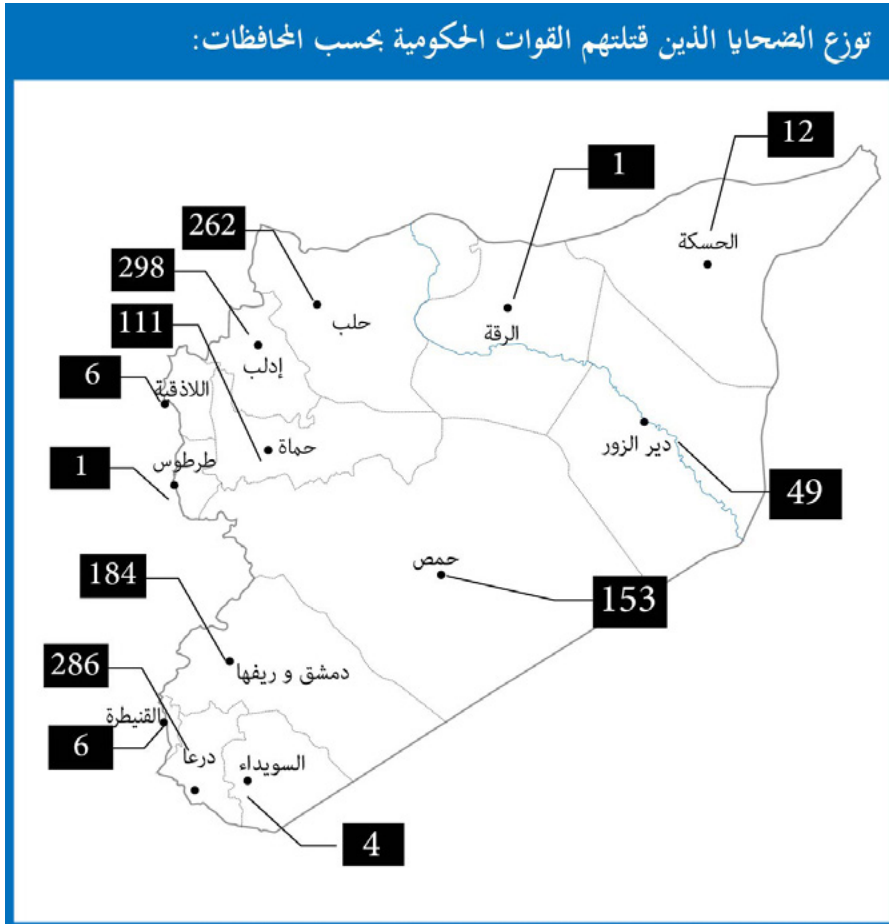 توزع الضحايا الذين قتلتهم القوات الحكومية بحسب المحافظات:
12
1
الحسكة
262
298
حلب
الرقة
111
إدلب
6
اللاذقية
دير الزور
حماة
طرطوس
1
49
حمص
184
153
286
دمشق و ريفها
القنيطرة
6
درعا
السويداء
4